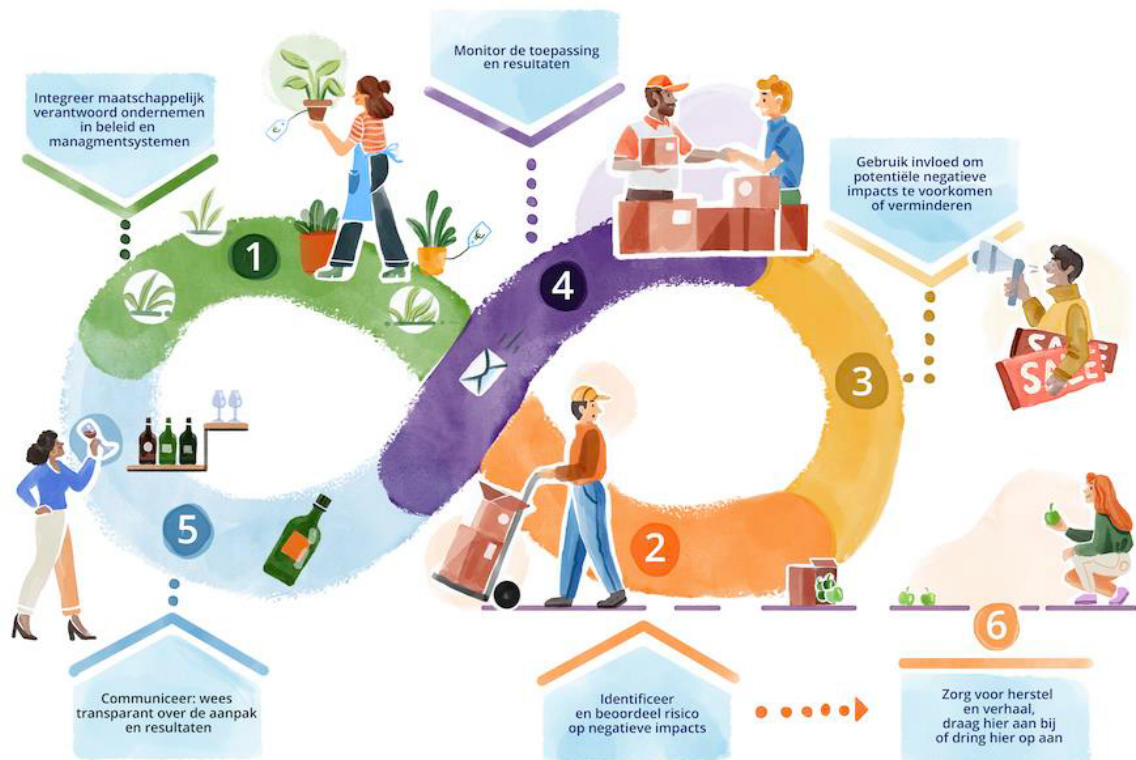 Integreer maatschappelijk
verantwoord ondernemen
in beleid en
managmentsystemen
1
€
€
Monitor de toepassing
en resultaten
4
Gebruik invloed om
potentiële negatieve
impacts te voorkomen
of verminderen
3
SALE
SALE
5
Communiceer: wees
transparant over de aanpak
en resultaten
2
Identificeer
en beoordeel risico
op negatieve impacts
6
Zorg voor herstel
en verhaal,
draag hier aan bij
of dring hier op aan